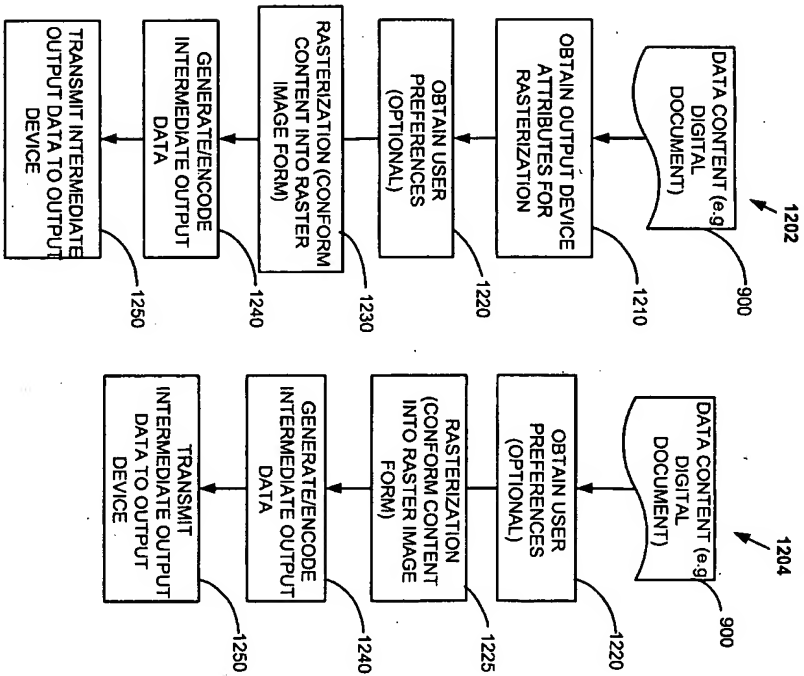 1202
DATA CONTENT (e.g
DIGITAL
DOCUMENT)
900
OBTAIN OUTPUT DEVICE
ATTRIBUTES FOR
RASTERIZATION
1210
OBTAIN USER
PREFERENCES
(OPTIONAL)
1220
RASTERIZATION (CONFORM
CONTENT INTO RASTER
IMAGE FORM)
1230
GENERATE/ENCODE
INTERMEDIATE OUTPUT
DATA
1240
TRANSMIT INTERMEDIATE
OUTPUT DATA TO OUTPUT
DEVICE
1250
1204
DATA CONTENT (e.g
DIGITAL
DOCUMENT)
900
OBTAIN USER
PREFERENCES
(OPTIONAL)
1220
RASTERIZATION
(CONFORM CONTENT
INTO RASTER IMAGE
FORM)
1225
GENERATE/ENCODE
INTERMEDIATE OUTPUT
DATA
1240
TRANSMIT
INTERMEDIATE OUTPUT
DATA TO OUTPUT
DEVICE
1250